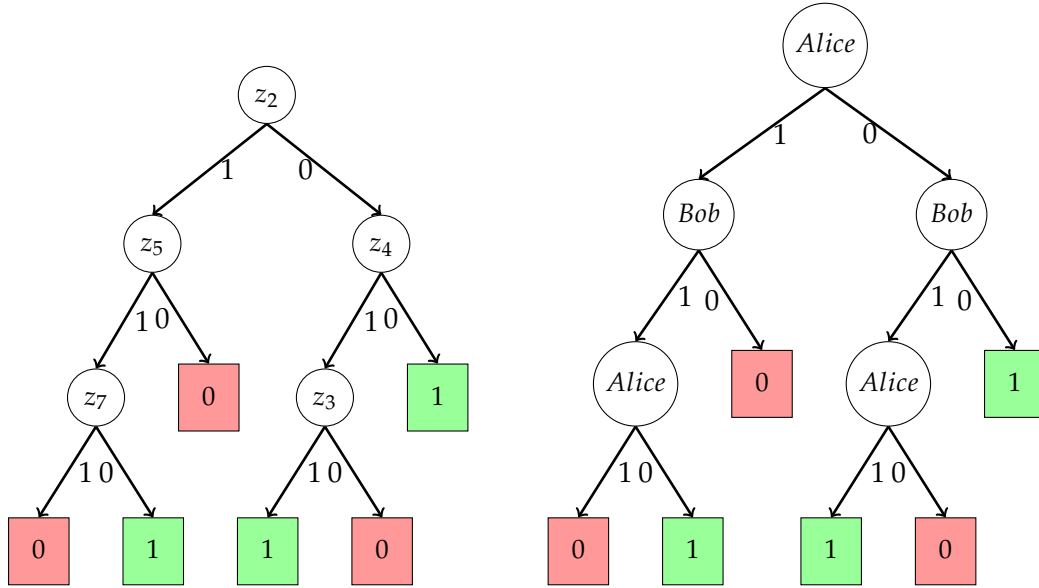 Alice
z₂
1 0
1 0
Bob Bob
z₅ z₄
1 0 1 0
1 0 1 0
Alice 0 Alice 1
z₇ 0 z₃ 1
1 0 1 0 1 0 1 0
0 1 1 0 0 1 1 0